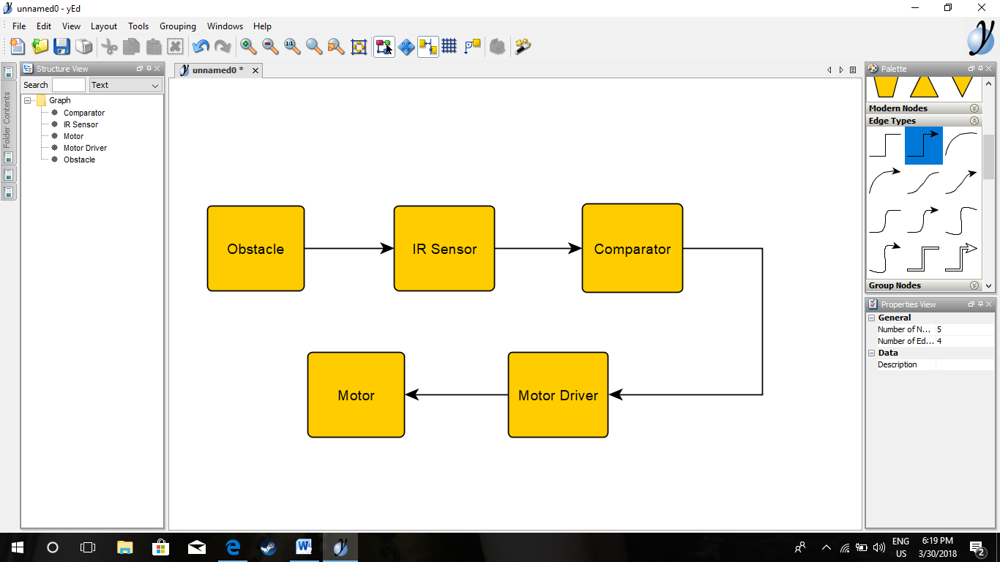 unnamed0 - yEd
File Edit View Layout Tools Grouping Windows Help
1:1
Structure View
Search Text
Graph
Comparator
IR Sensor
Motor
Motor Driver
Obstacle
Folder Contents
unnamed0 *
Obstacle
IR Sensor
Comparator
Motor
Motor Driver
Palette
Modern Nodes
Edge Types
Group Nodes
Properties View
General
Number of N... 5
Number of Ed... 4
Data
Description
ENG
US
6:19 PM
3/30/2018
2